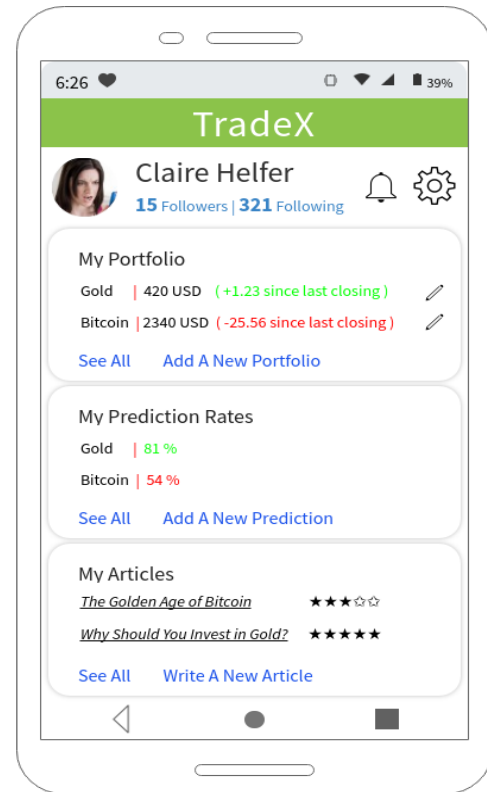 6:26 39%
TradeX
Claire Helfer
15 Followers | 321 Following
My Portfolio
Gold | 420 USD ( +1.23 since last closing )
Bitcoin | 2340 USD ( -25.56 since last closing )
See All Add A New Portfolio
My Prediction Rates
Gold | 81 %
Bitcoin | 54 %
See All Add A New Prediction
My Articles
The Golden Age of Bitcoin ★★★✩✩
Why Should You Invest in Gold? ★★★★★
See All Write A New Article